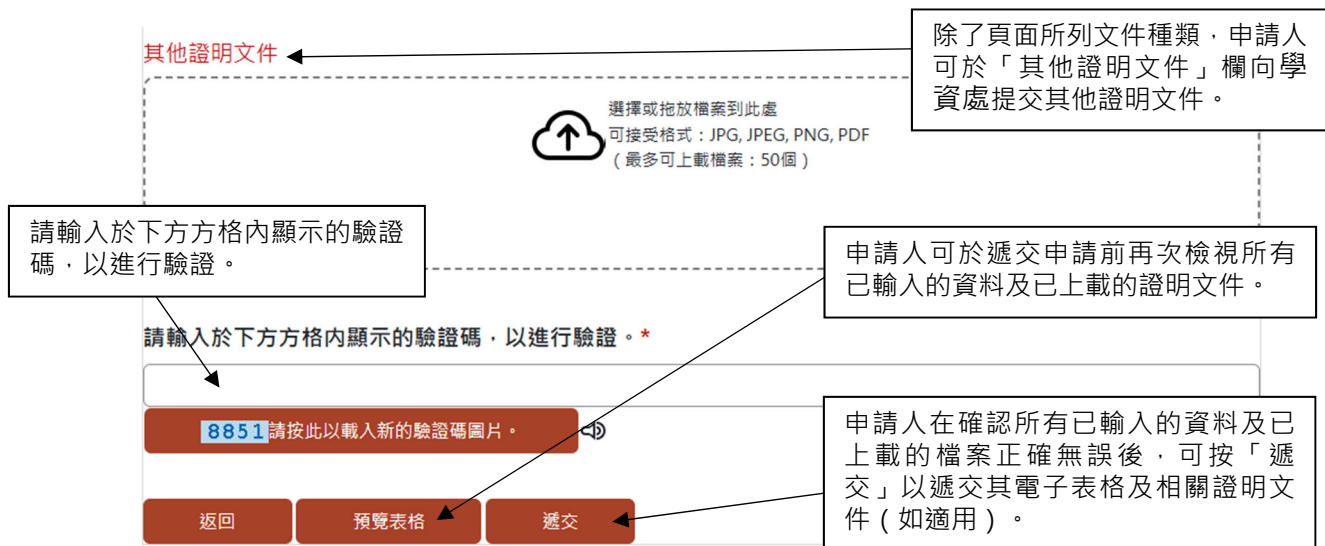 其他證明文件
除了頁面所列文件種類，申請人
可於「其他證明文件」欄向學
資處提交其他證明文件。
選擇或拖放檔案到此處
可接受格式：JPG, JPEG, PNG, PDF
（最多可上載檔案：50個）
請輸入於下方方格內顯示的驗證
碼，以進行驗證。
申請人可於遞交申請前再次檢視所有
已輸入的資料及已上載的證明文件。
請輸入於下方方格内顯示的驗證碼，以進行驗證。*
8851請按此以載入新的驗證碼圖片。
申請人在確認所有已輸入的資料及已
上載的檔案正確無誤後，可按「遞
交」以遞交其電子表格及相關證明文
件（如適用）。
返回 預覽表格 遞交